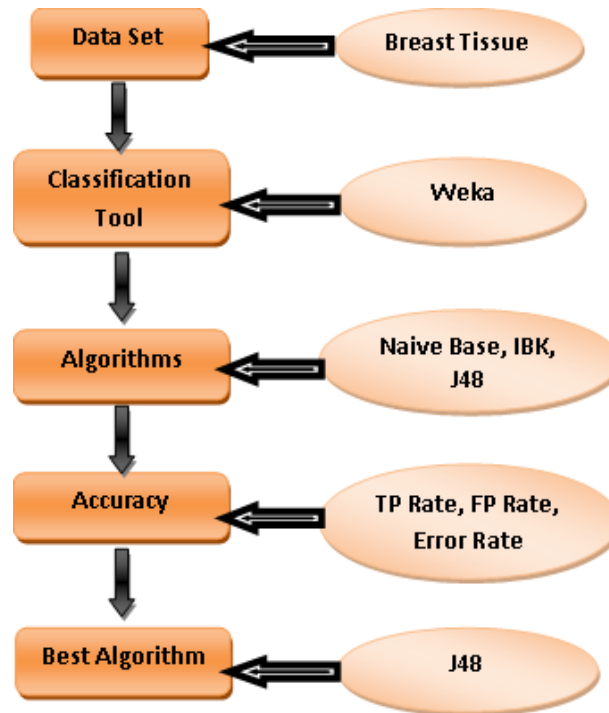 Data Set
Breast Tissue
Classification
Tool
Weka
Algorithms
Naive Base, IBK,
J48
Accuracy
TP Rate, FP Rate,
Error Rate
Best Algorithm
J48